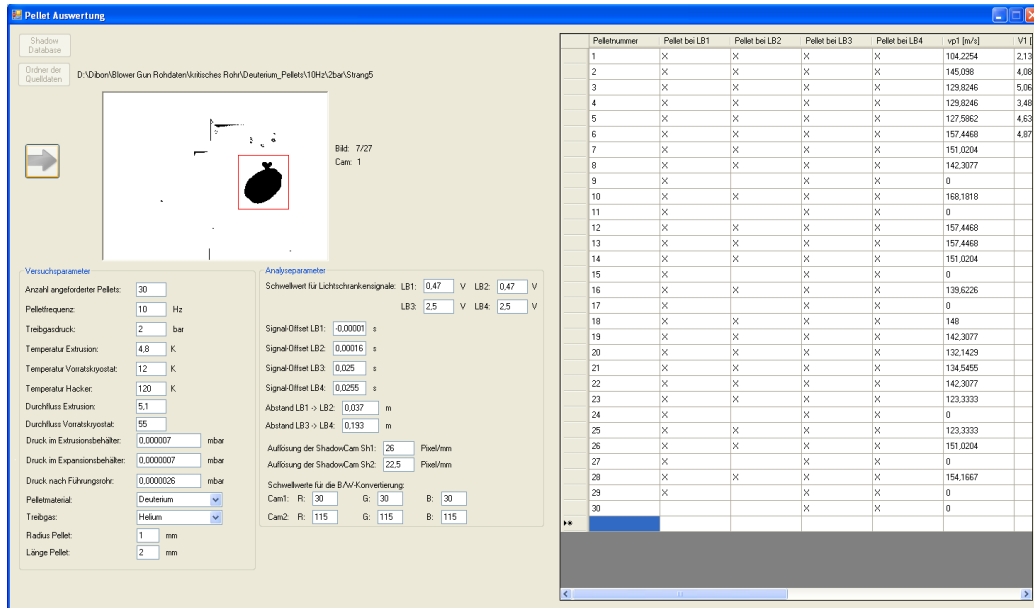 Pellet Auswertung
Shadow
Database
Ordner der
Quelldaten
D:\Dibon\Blower Gun Rohdaten\kritisches Rohr\Deuterium_Pellets\10Hz\2bar\Strang5
Bild: 7/27
Cam: 1
Versuchsparameter
Anzahl angeforderter Pellets: 30
Pelletfrequenz: 10 Hz
Treibgasdruck: 2 bar
Temperatur Extrusion: 4,8 K
Temperatur Vorratskryostat: 12 K
Temperatur Hacker: 120 K
Durchfluss Extrusion: 5,1
Durchfluss Vorratskryostat: 55
Druck im Extrusionsbehälter: 0,000007 mbar
Druck im Expansionsbehälter: 0,0000007 mbar
Druck nach Führungsrohr: 0,0000026 mbar
Pelletmaterial: Deuterium
Treibgas: Helium
Radius Pellet: 1 mm
Länge Pellet: 2 mm
Analyseparameter
Schwellwert für Lichtschrankensignale: LB1: 0,47 V LB2: 0,47 V
LB3: 2,5 V LB4: 2,5 V
Signal-Offset LB1: -0,00001 s
Signal-Offset LB2: 0,00016 s
Signal-Offset LB3: 0,025 s
Signal-Offset LB4: 0,0255 s
Abstand LB1 -> LB2: 0,037 m
Abstand LB3 -> LB4: 0,193 m
Auflösung der ShadowCam Sh1: 26 Pixel/mm
Auflösung der ShadowCam Sh2: 22,5 Pixel/mm
Schwellwerte für die B/W-Konvertierung:
Cam1: R: 30 G: 30 B: 30
Cam2: R: 115 G: 115 B: 115
Pelletnummer Pellet bei LB1 Pellet bei LB2 Pellet bei LB3 Pellet bei LB4 vp1 [m/s] V1 [
1 X X X X 104,2254 2,13
2 X X X X 145,098 4,08
3 X X X X 129,8246 5,06
4 X X X X 129,8246 3,48
5 X X X X 127,5862 4,63
6 X X X X 157,4468 4,87
7 X X X X 151,0204
8 X X X X 142,3077
9 X X X 0
10 X X X X 168,1818
11 X X X 0
12 X X X X 157,4468
13 X X X X 157,4468
14 X X X X 151,0204
15 X X X 0
16 X X X X 139,6226
17 X X X 0
18 X X X X 148
19 X X X X 142,3077
20 X X X X 132,1429
21 X X X X 134,5455
22 X X X X 142,3077
23 X X X X 123,3333
24 X X X 0
25 X X X X 123,3333
26 X X X X 151,0204
27 X X X 0
28 X X X X 154,1667
29 X X X 0
30 X X 0